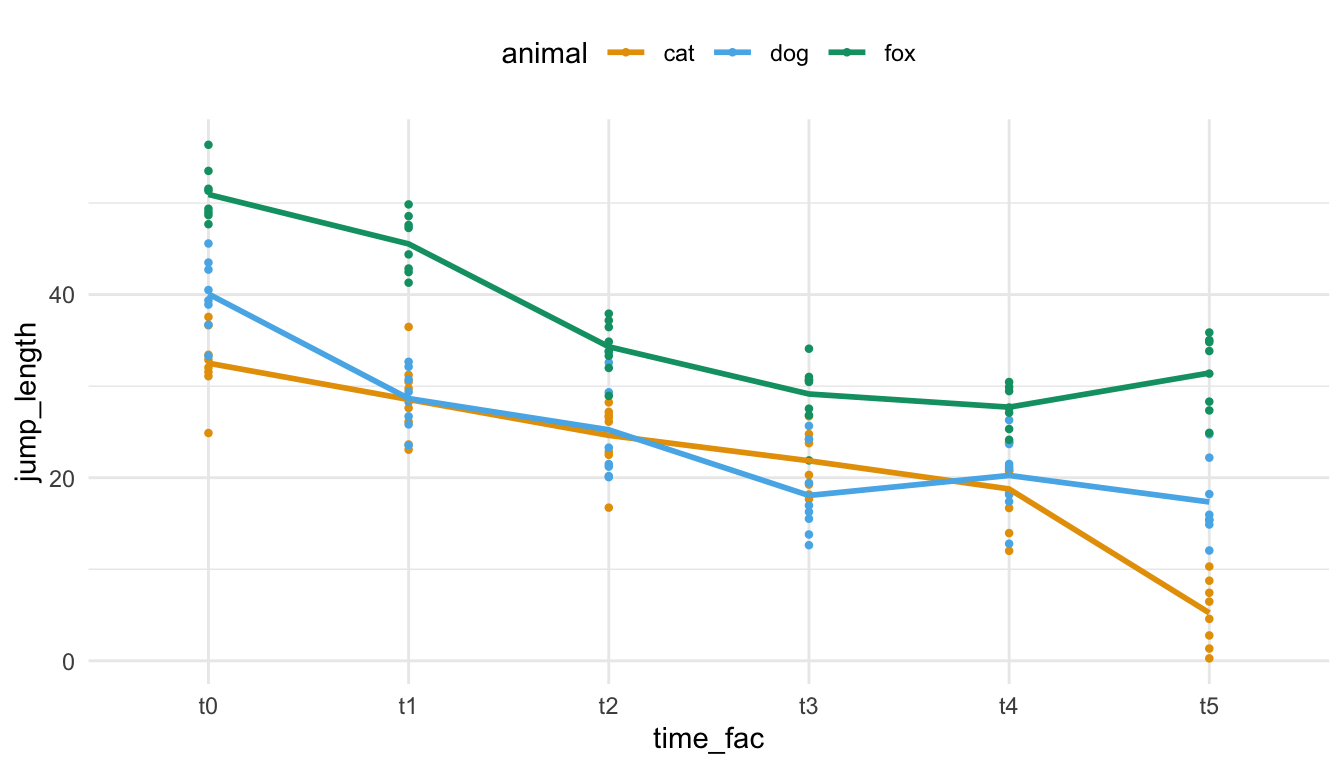 animal cat dog fox
jump_length
40
20
0
t0 t1 t2 t3 t4 t5
time_fac